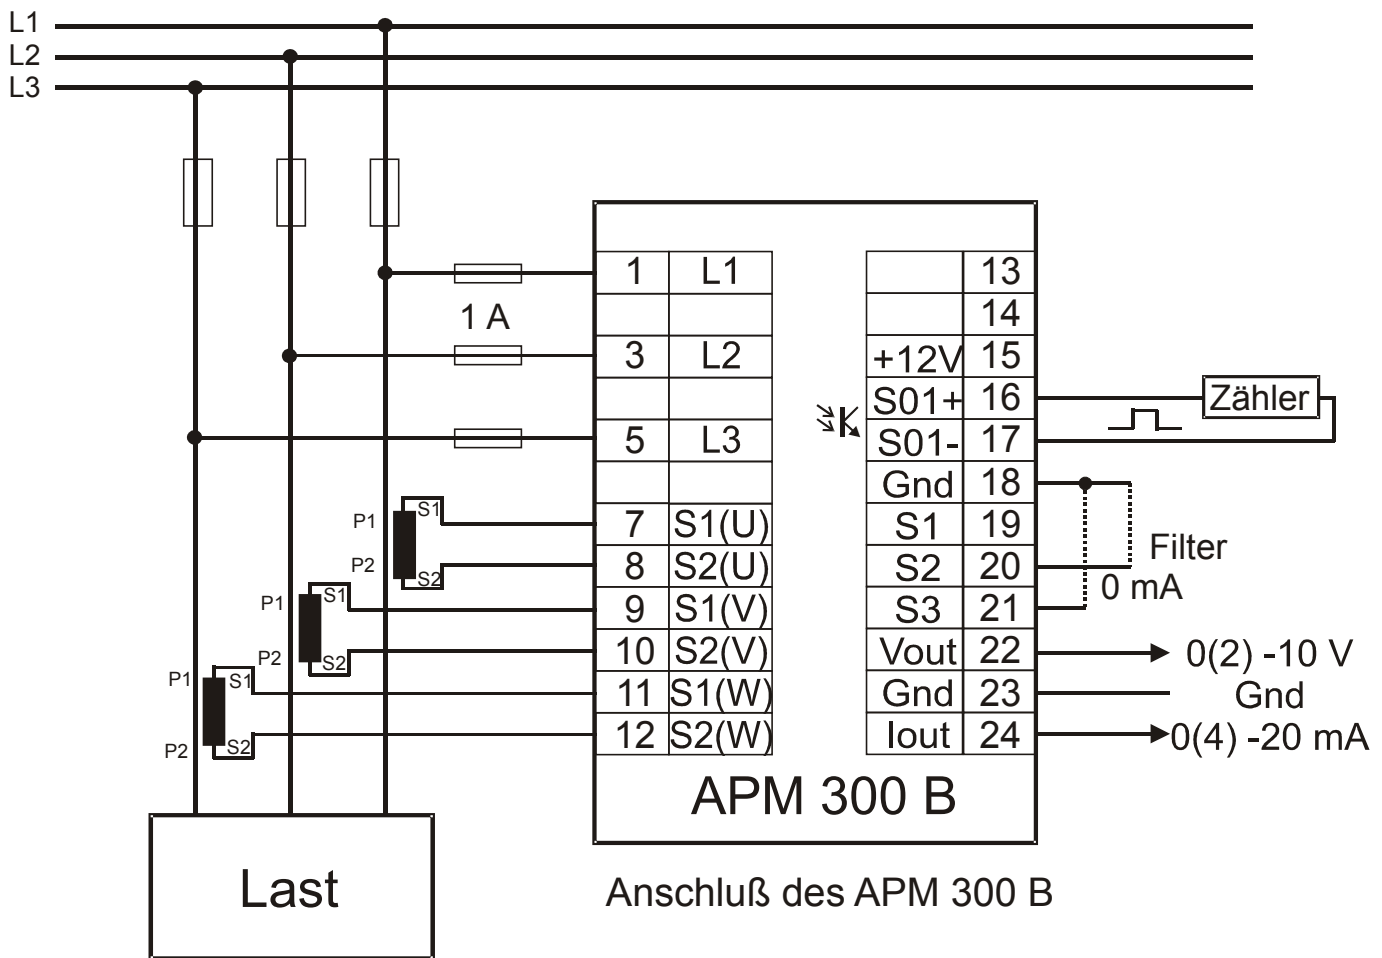 L1
L2
L3
1 L1 13
14
1 A
3 L2 +12V 15
S01+ 16 Zähler
5 L3 S01- 17
Gnd 18
P1 S1 7 S1(U) S1 19
Filter
P2 S2 8 S2(U) S2 20
0 mA
P1 S1 9 S1(V) S3 21
P2 S2 10 S2(V) Vout 22 0(2) -10 V
P1 S1 11 S1(W) Gnd 23 Gnd
P2 S2 12 S2(W) Iout 24 0(4) -20 mA
APM 300 B
Last
Anschluß des APM 300 B